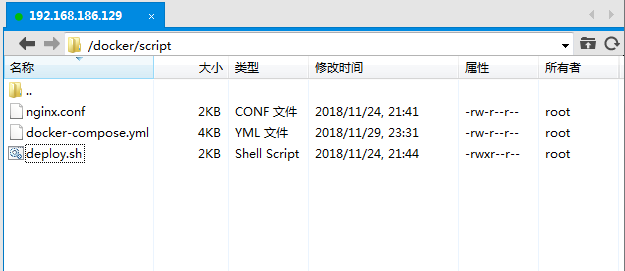 192.168.186.129 ×
/docker/script
名称 大小 类型 修改时间 属性 所有者
..
nginx.conf 2KB CONF 文件 2018/11/24, 21:41 -rw-r--r-- root
docker-compose.yml 4KB YML 文件 2018/11/29, 23:31 -rw-r--r-- root
deploy.sh 2KB Shell Script 2018/11/24, 21:44 -rwxr--r-- root